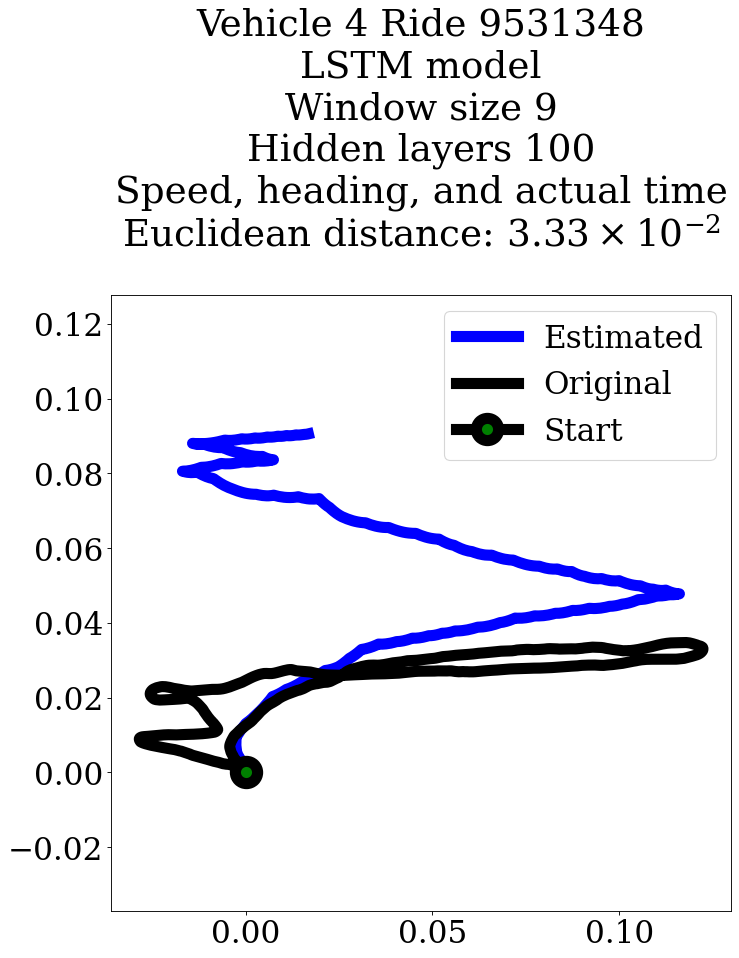 Vehicle 4 Ride 9531348
LSTM model
Window size 9
Hidden layers 100
Speed, heading, and actual time
Euclidean distance: 3.33 × 10⁻²
Estimated
Original
Start
0.12
0.10
0.08
0.06
0.04
0.02
0.00
−0.02
0.00 0.05 0.10